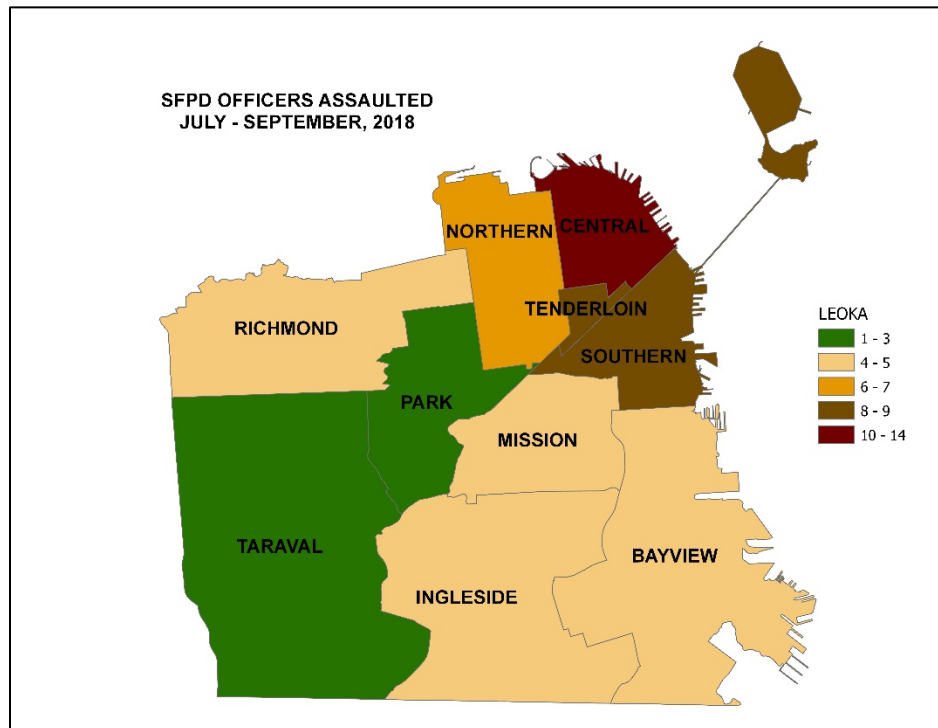 SFPD OFFICERS ASSAULTED
JULY - SEPTEMBER, 2018
NORTHERN
CENTRAL
TENDERLOIN
RICHMOND
SOUTHERN
PARK
MISSION
TARAVAL
BAYVIEW
INGLESIDE
LEOKA
1 - 3
4 - 5
6 - 7
8 - 9
10 - 14